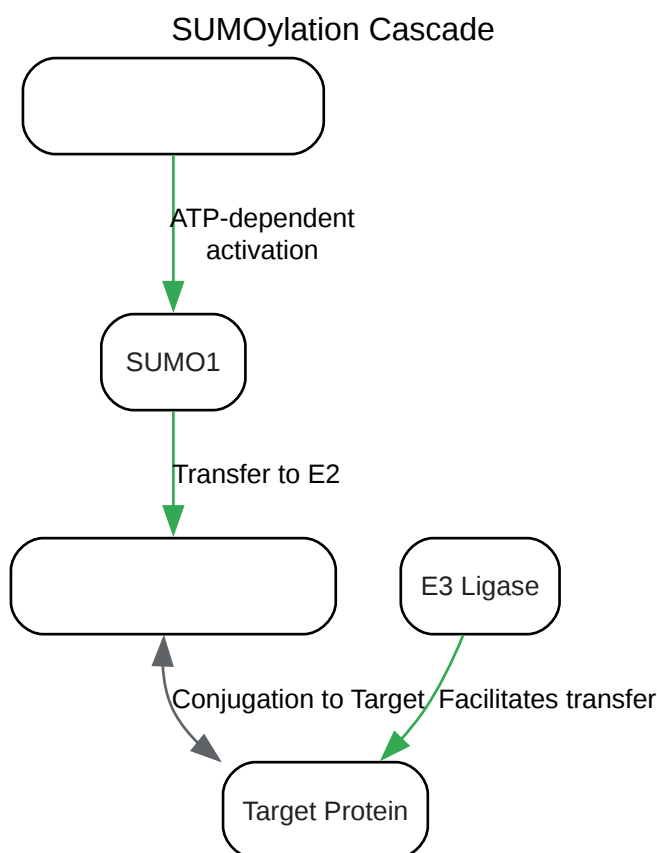 SUMOylation Cascade
ATP-dependent
activation
SUMO1
Transfer to E2
E3 Ligase
Conjugation to Target
Facilitates transfer
Target Protein